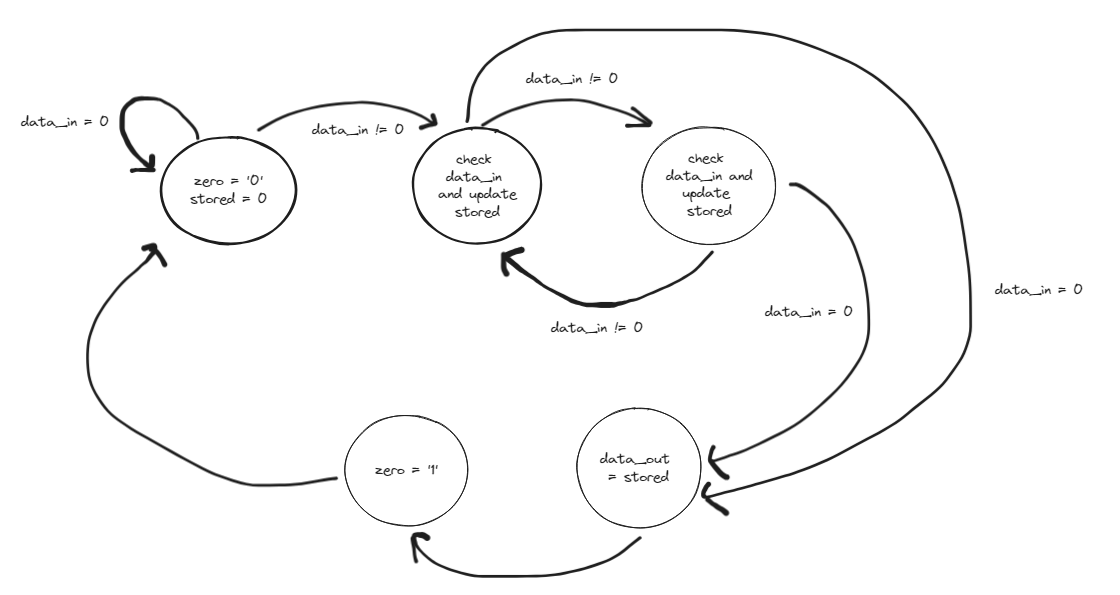 data_in != 0
data_in = 0
data_in != 0
zero = '0'
stored = 0
check
data_in
and update
stored
check
data_in and
update
stored
data_in = 0
data_in = 0
data_in != 0
zero = '1'
data_out
= stored